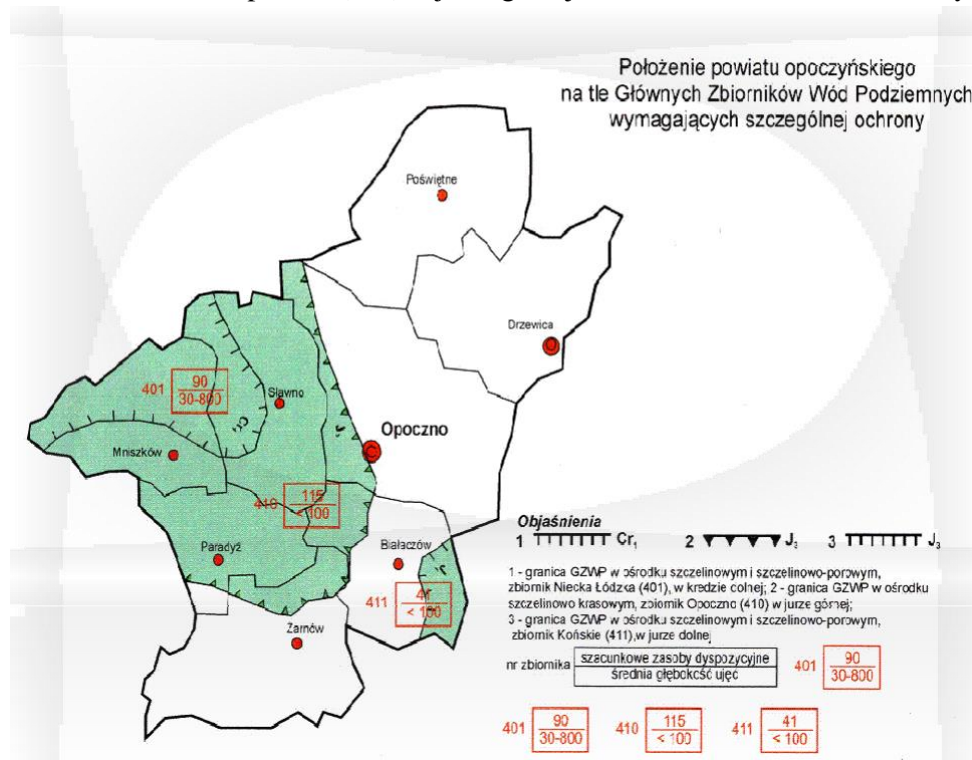 Położenie powiatu opoczyńskiego
na tle Głównych Zbiorników Wód Podziemnych
wymagających szczególnej ochrony
Poświętne
Drzewica
401 90
30-800
Sławno
Cr₁
J₃
Opoczno
Mniszków
410 115
< 100
Paradyż
Białaczów
411 41
< 100
Żarnów
Objaśnienia
1 Cr₁ 2 J₃ 3 J₃
1 - granica GZWP w ośrodku szczelinowym i szczelinowo-porowym,
zbiornik Niecka Łódzka (401), w kredzie dolnej; 2 - granica GZWP w ośrodku
szczelinowo krasowym, zbiornik Opoczno (410) w jurze górnej;
3 - granica GZWP w ośrodku szczelinowym i szczelinowo-porowym,
zbiornik Końskie (411), w jurze dolnej
nr zbiornika szacunkowe zasoby dyspozycyjne
średnia głębokość ujęc
401 90
30-800
401 90
30-800
410 115
< 100
411 41
< 100